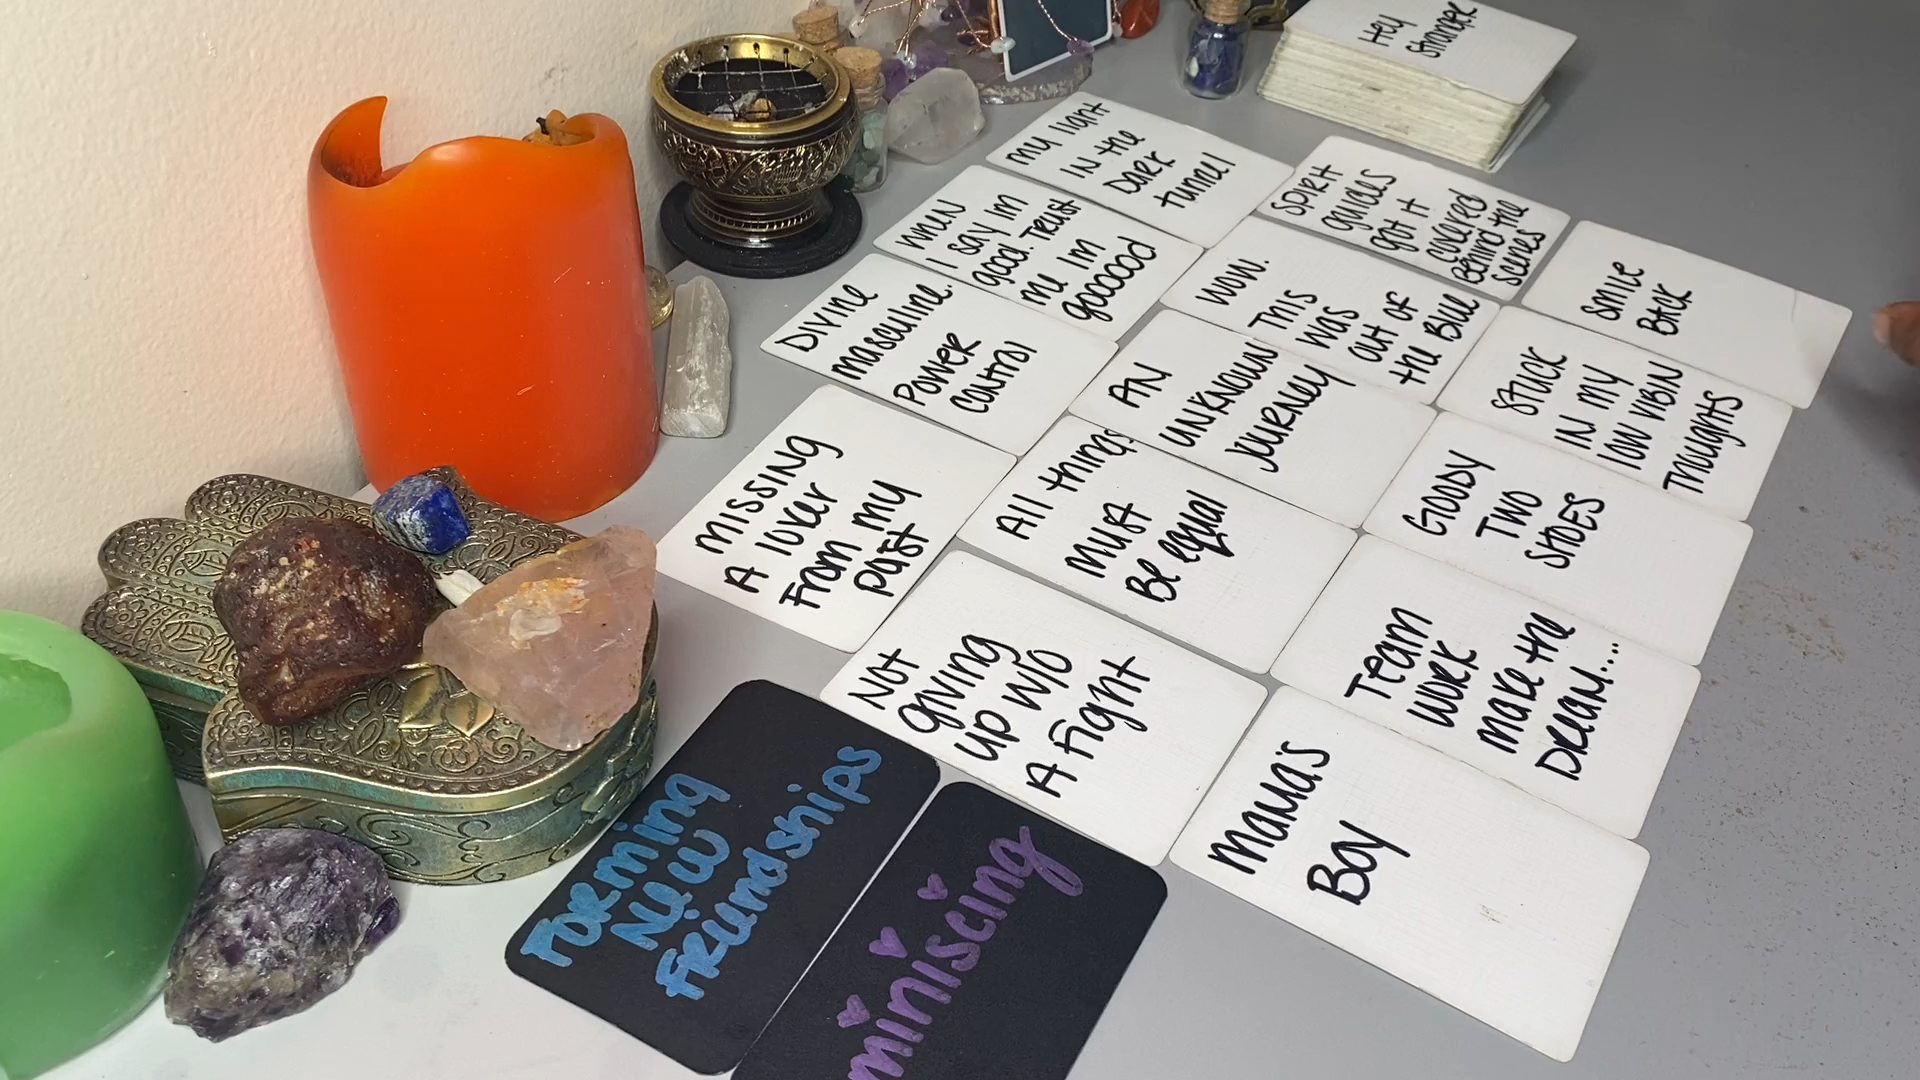 Hey
stranger
my light
IN the
DARK
tunnel
SPIRIt
guides
got It
covered
BEhind the
scenes
smile
BACK
WHEN
I say Im
good. TRUST
me Im
goooood
WOW.
THIS
WAS
out OF
the Blue
STUCK
IN MY
low VIBIN
THougHtS
DIVINE
masculine.
POWER
CONTROl
AN
UNKNOWN
JOURNEY
GOODY
TWO
SHOES
MISSING
A lover
From my
past
All things
must
BE equal
Team
WORK
make the
DREAM....
Not
giving
up w/o
A Fight
MAMA'S
BOY
FORming
NEW
FRiendships
miniscing